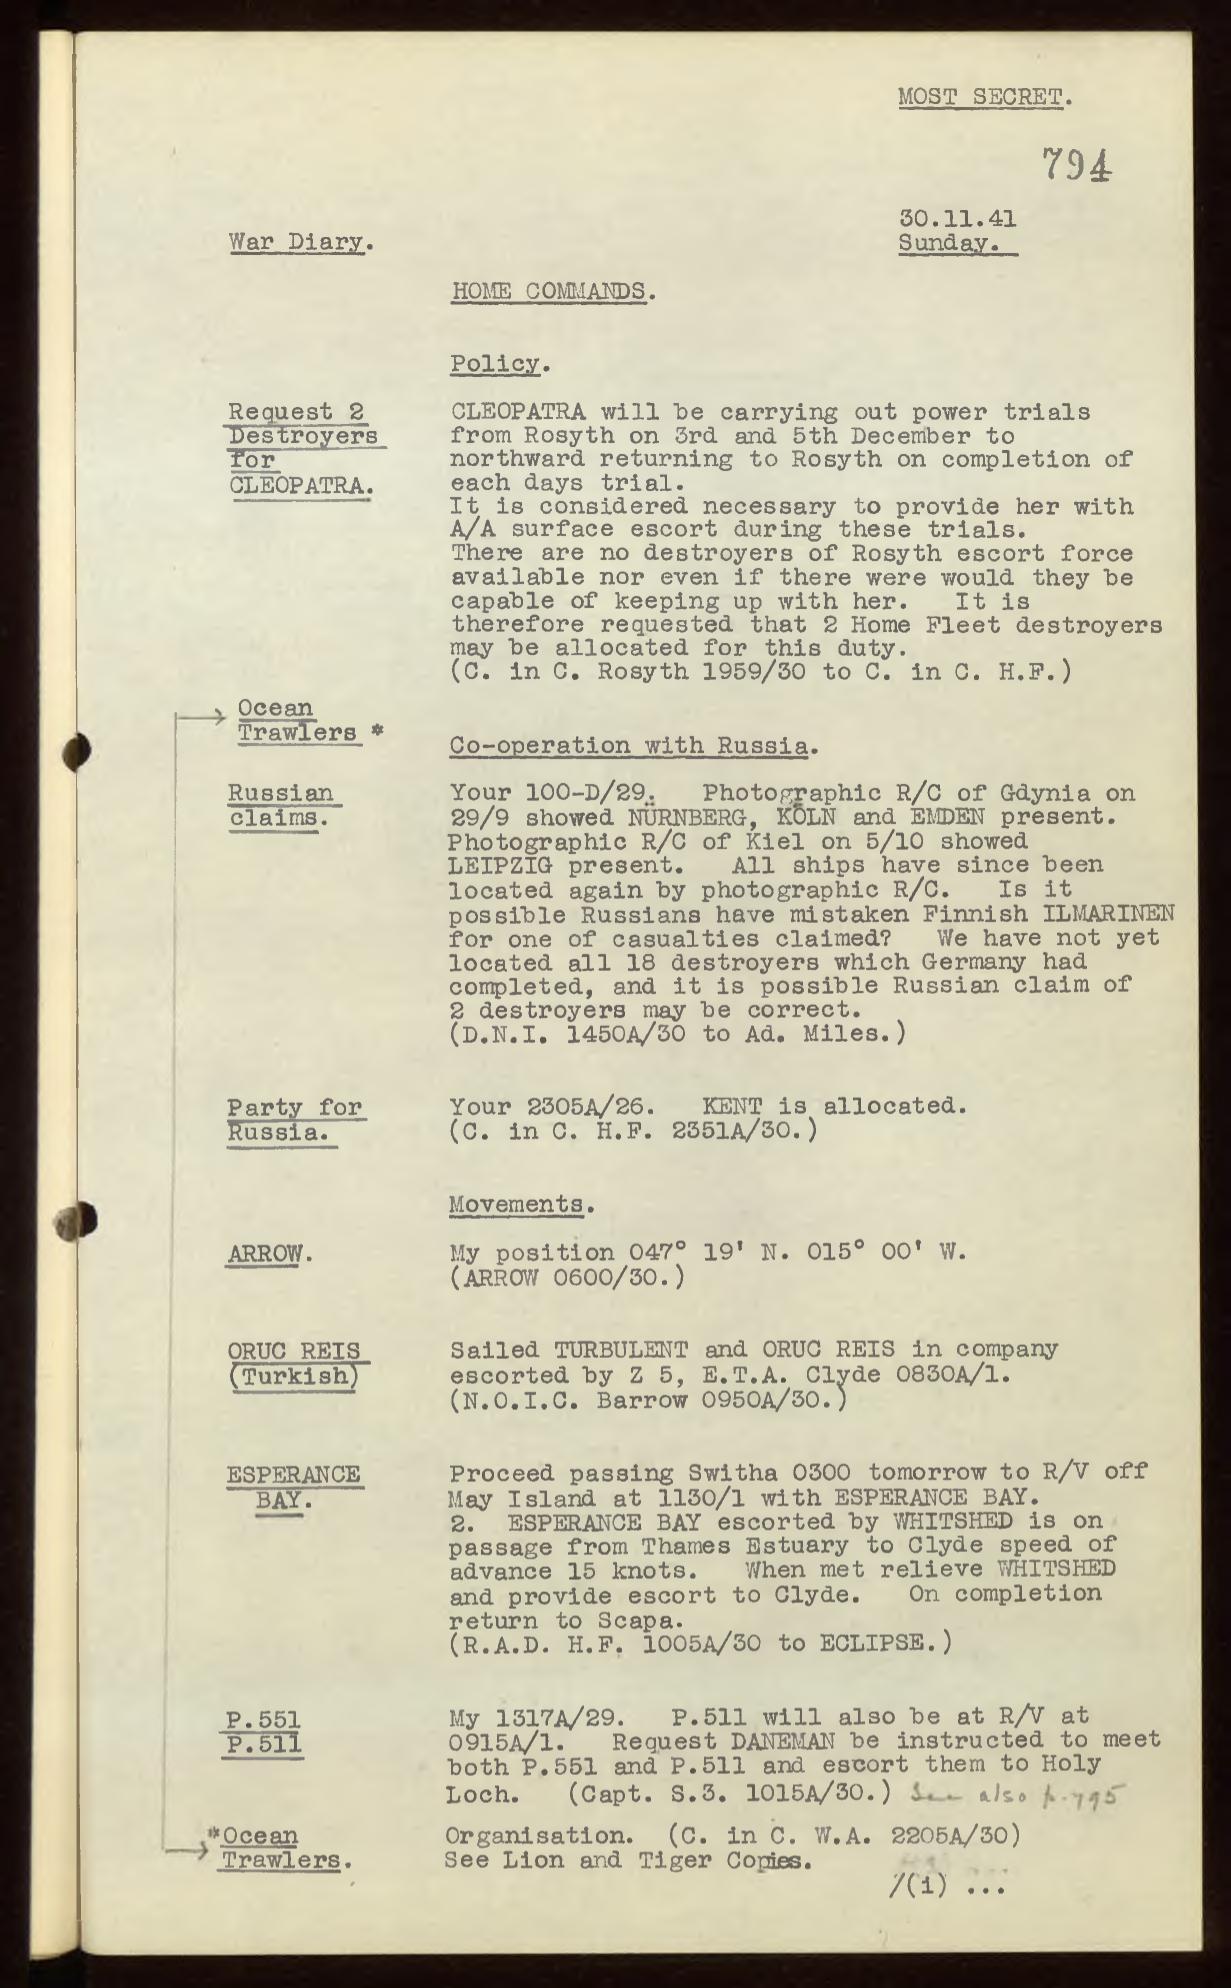 MOST SECRET.
794
30.11.41
War Diary.
Sunday.
HOME COMMANDS.
Policy.
Request 2
Destroyers
for
CLEOPATRA.
CLEOPATRA will be carrying out power trials
from Rosyth on 3rd and 5th December to
northward returning to Rosyth on completion of
each days trial.
It is considered necessary to provide her with
A/A surface escort during these trials.
There are no destroyers of Rosyth escort force
available nor even if there were would they be
capable of keeping up with her. It is
therefore requested that 2 Home Fleet destroyers
may be allocated for this duty.
(C. in C. Rosyth 1959/30 to C. in C. H.F.)
Ocean
Trawlers *
Co-operation with Russia.
Russian
claims.
Your 100-D/29. Photographic R/C of Gdynia on
29/9 showed NÜRNBERG, KÖLN and EMDEN present.
Photographic R/C of Kiel on 5/10 showed
LEIPZIG present. All ships have since been
located again by photographic R/C. Is it
possible Russians have mistaken Finnish ILMARINEN
for one of casualties claimed? We have not yet
located all 18 destroyers which Germany had
completed, and it is possible Russian claim of
2 destroyers may be correct.
(D.N.I. 1450A/30 to Ad. Miles.)
Party for
Russia.
Your 2305A/26. KENT is allocated.
(C. in C. H.F. 2351A/30.)
Movements.
ARROW.
My position 047° 19' N. 015° 00' W.
(ARROW 0600/30.)
ORUC REIS
(Turkish)
Sailed TURBULENT and ORUC REIS in company
escorted by Z 5, E.T.A. Clyde 0830A/1.
(N.O.I.C. Barrow 0950A/30.)
ESPERANCE
BAY.
Proceed passing Switha 0300 tomorrow to R/V off
May Island at 1130/1 with ESPERANCE BAY.
2. ESPERANCE BAY escorted by WHITSHED is on
passage from Thames Estuary to Clyde speed of
advance 15 knots. When met relieve WHITSHED
and provide escort to Clyde. On completion
return to Scapa.
(R.A.D. H.F. 1005A/30 to ECLIPSE.)
P.551
P.511
My 1317A/29. P.511 will also be at R/V at
0915A/1. Request DANEMAN be instructed to meet
both P.551 and P.511 and escort them to Holy
Loch. (Capt. S.3. 1015A/30.) See also p.795
*Ocean
Trawlers.
Organisation. (C. in C. W.A. 2205A/30)
See Lion and Tiger Copies.
/(i) ...